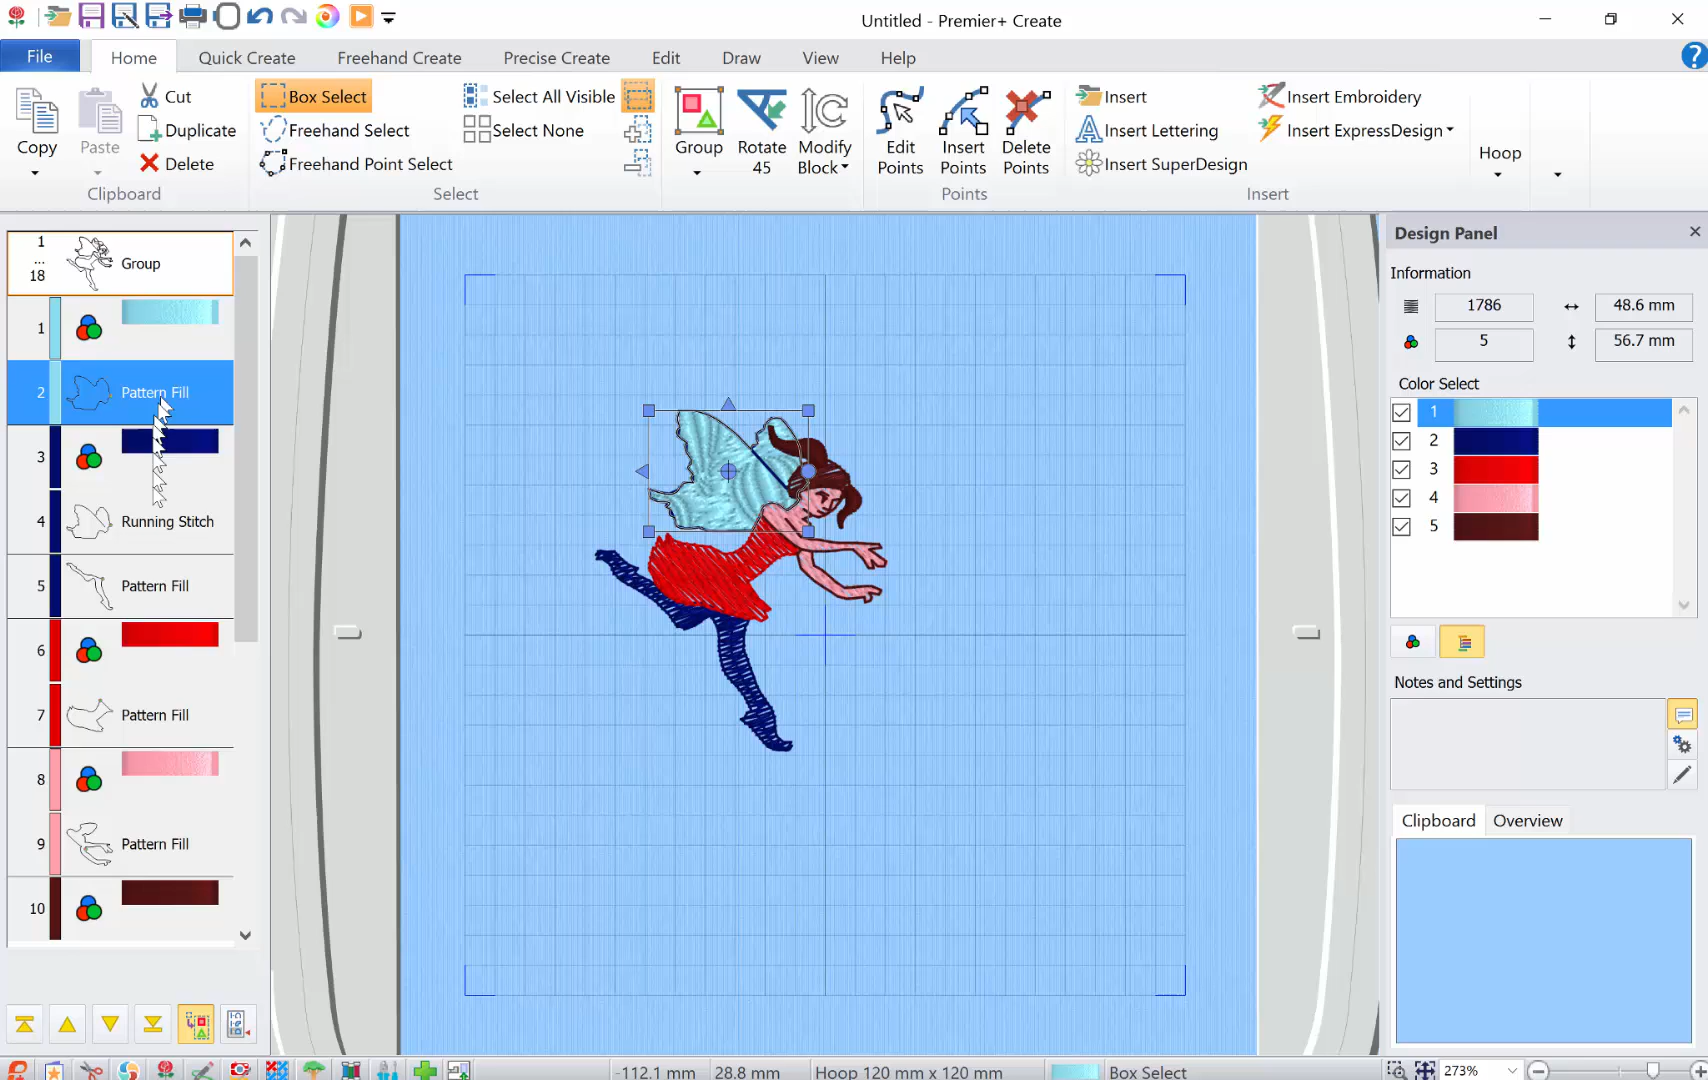 Untitled - Premier+ Create
File Home Quick Create Freehand Create Precise Create Edit Draw View Help
Copy Paste Cut Duplicate Delete Clipboard
Box Select Freehand Select Freehand Point Select Select All Visible Select None Select
Group Rotate 45 Modify Block
Edit Points Insert Points Delete Points Points
Insert Insert Lettering Insert SuperDesign Insert Embroidery Insert ExpressDesign Insert
Hoop
1
...
18 Group
1
2 Pattern Fill
3
4 Running Stitch
5 Pattern Fill
6
7 Pattern Fill
8
9 Pattern Fill
10
Design Panel
Information
1786 48.6 mm
5 56.7 mm
Color Select
1
2
3
4
5
Notes and Settings
Clipboard Overview
-112.1 mm 28.8 mm Hoop 120 mm x 120 mm Box Select 273%